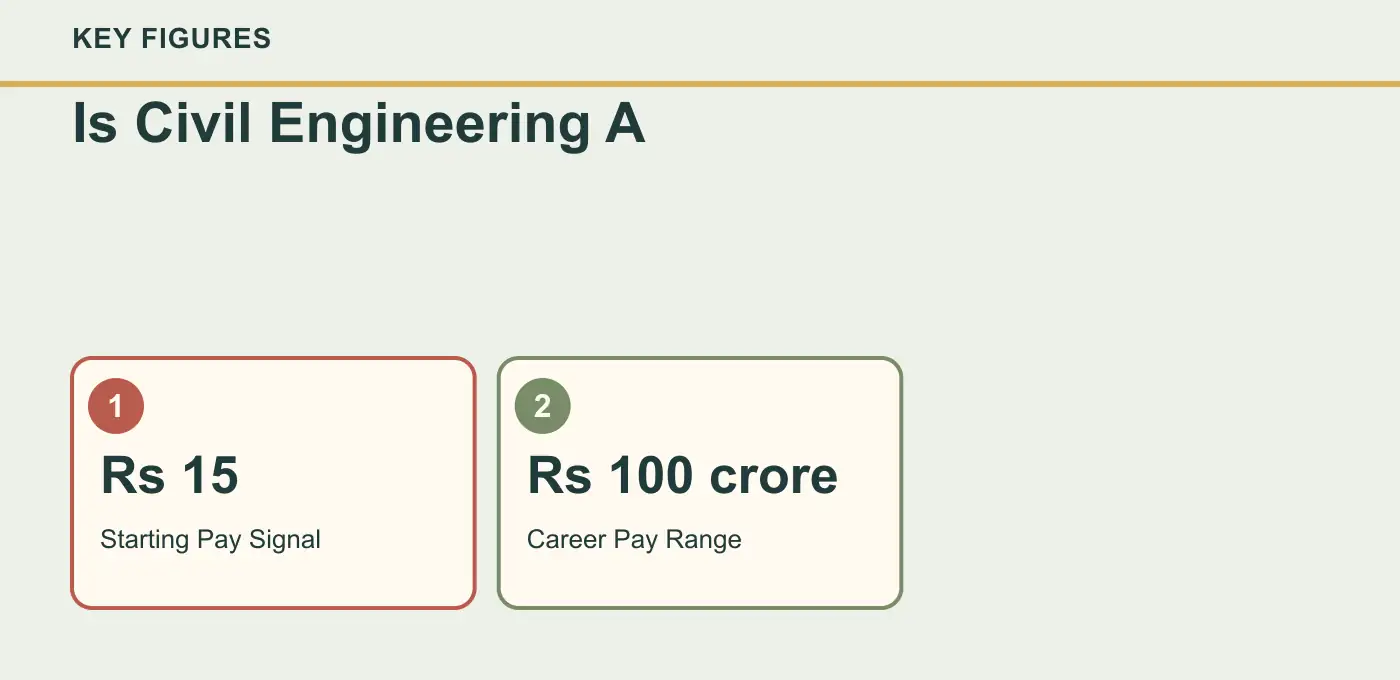 KEY FIGURES
Is Civil Engineering A
1
Rs 15
Starting Pay Signal
2
Rs 100 crore
Career Pay Range